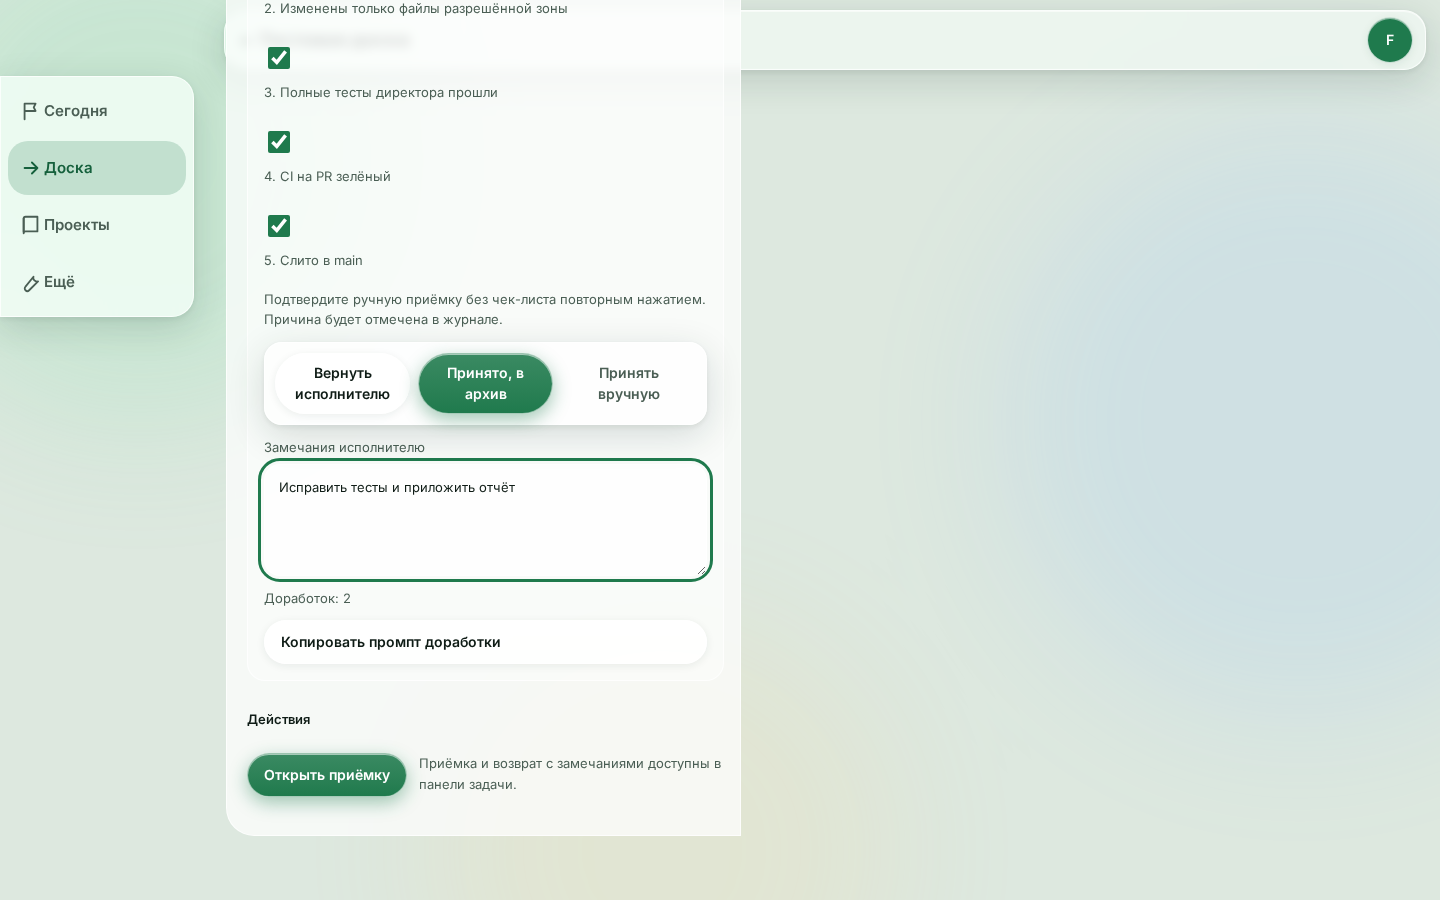 2. Изменены только файлы разрешённой зоны
F
Сегодня
Доска
Проекты
Ещё
3. Полные тесты директора прошли
4. CI на PR зелёный
5. Слито в main
Подтвердите ручную приёмку без чек-листа повторным нажатием.
Причина будет отмечена в журнале.
Вернуть
исполнителю
Принято, в
архив
Принять
вручную
Замечания исполнителю
Исправить тесты и приложить отчёт
Доработок: 2
Копировать промпт доработки
Действия
Открыть приёмку
Приёмка и возврат с замечаниями доступны в
панели задачи.